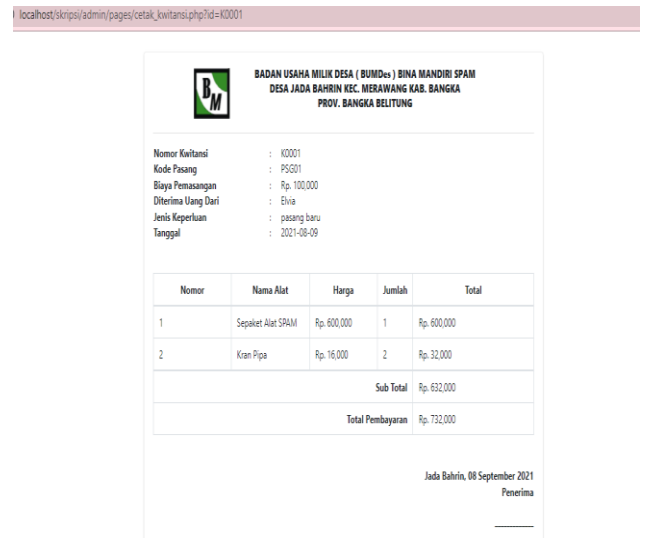 localhost/skripsi/admin/pages/cetak_kwitansi.php?id=K0001
BM
BADAN USAHA MILIK DESA ( BUMDes ) BINA MANDIRI SPAM
DESA JADA BAHRIN KEC. MERAWANG KAB. BANGKA
PROV. BANGKA BELITUNG
Nomor Kwitansi : K0001
Kode Pasang : PSG01
Biaya Pemasangan : Rp. 100,000
Diterima Uang Dari : Elvia
Jenis Keperluan : pasang baru
Tanggal : 2021-08-09
Nomor Nama Alat Harga Jumlah Total
1 Sepaket Alat SPAM Rp. 600,000 1 Rp. 600,000
2 Kran Pipa Rp. 16,000 2 Rp. 32,000
Sub Total Rp. 632,000
Total Pembayaran Rp. 732,000
Jada Bahrin, 08 September 2021
Penerima